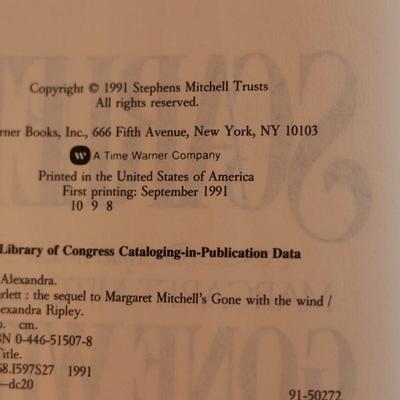 Copyright © 1991 Stephens Mitchell Trusts
All rights reserved.
rner Books, Inc., 666 Fifth Avenue, New York, NY 10103
A Time Warner Company
Printed in the United States of America
First printing: September 1991
10 9 8
Library of Congress Cataloging-in-Publication Data
Alexandra.
rlett : the sequel to Margaret Mitchell's Gone with the wind /
exandra Ripley.
p. cm.
N 0-446-51507-8
Title.
68.I597S27 1991
—dc20
91-50272